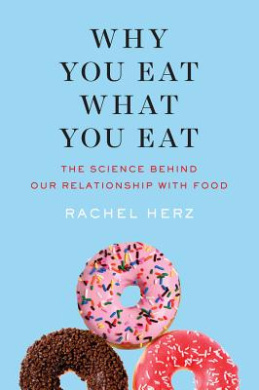 WHY
YOU EAT
WHAT
YOU EAT
THE SCIENCE BEHIND
OUR RELATIONSHIP WITH FOOD
RACHEL HERZ